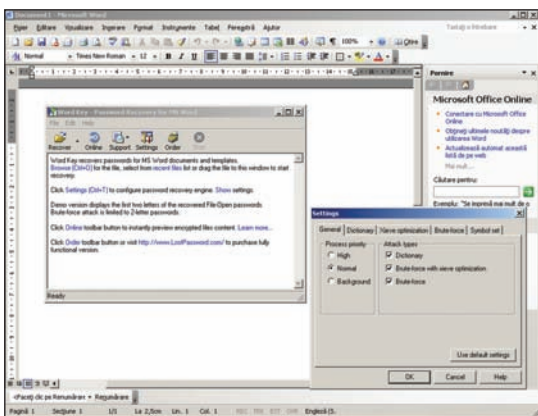 Document1 - Microsoft Word
Fişier Editare Vizualizare Inserare Format Instrumente Tabel Fereastră Ajutor
Tastaţi o întrebare
100%
Citire
Normal Times New Roman 12 B I U
Word Key - Password Recovery for MS Word
File Edit Help
Recover Online Support Settings Order
Word Key recovers passwords for MS Word documents and templates.
Browse (Ctrl+O) for the file, select from recent files list or drag the file to this window to start
recovery.
Click Settings (Ctrl+T) to configure password recovery engine. Show settings.
Demo version displays the first two letters of the recovered File-Open passwords.
Brute-force attack is limited to 2-letter passwords.
Click Online toolbar button to instantly preview encrypted files content. Learn more...
Click Order toolbar button or visit http://www.LostPassword.com/ to purchase fully
functional version.
Ready
Pornire
Microsoft Office Online
Conectare cu Microsoft Office
Online
Obţineţi ultimele noutăţi despre
utilizarea Word
Actualizează automat această
listă de pe web
Mai mult...
Căutare pentru:
Exemplu: "Se imprimă mai mult de o
Settings
General Dictionary Xieve optimization Brute-force Symbol set
Process priority
High
Normal
Background
Attack types
Dictionary
Brute-force with xieve optimization
Brute-force
Use default settings
OK Cancel Help
Pagină 1 Secţiune 1 1/1 La 2,5cm Ln. 1 Col. 1 Engleză (S.